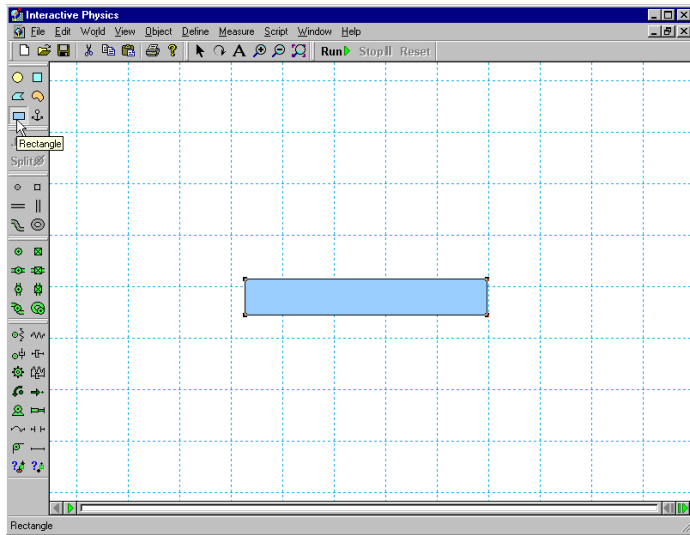 Interactive Physics
File Edit World View Object Define Measure Script Window Help
A Run Stop Reset
Rectangle
Split
Rectangle